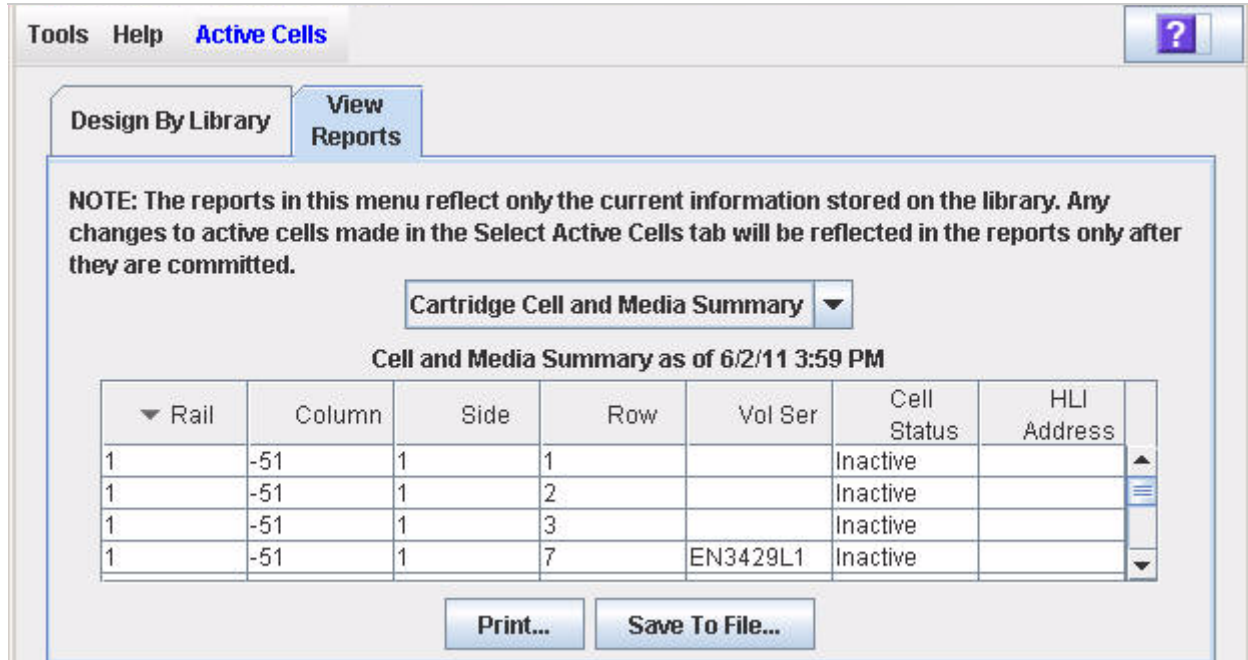 Tools Help Active Cells ?
Design By Library
View
Reports
NOTE: The reports in this menu reflect only the current information stored on the library. Any
changes to active cells made in the Select Active Cells tab will be reflected in the reports only after
they are committed.
Cartridge Cell and Media Summary
Cell and Media Summary as of 6/2/11 3:59 PM
Rail Column Side Row Vol Ser Cell Status HLI Address
1 -51 1 1 Inactive
1 -51 1 2 Inactive
1 -51 1 3 Inactive
1 -51 1 7 EN3429L1 Inactive
Print... Save To File...